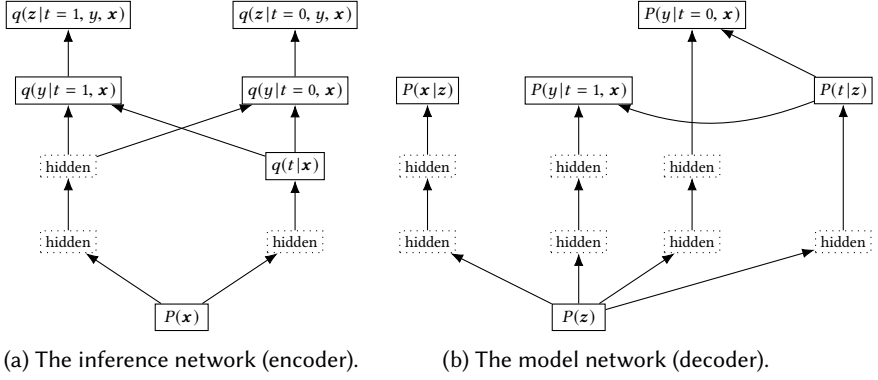 q(z|t = 1, y, x) q(z|t = 0, y, x) P(y|t = 0, x)
q(y|t = 1, x) q(y|t = 0, x) P(x|z) P(y|t = 1, x) P(t|z)
hidden q(t|x) hidden hidden hidden
hidden hidden hidden hidden hidden hidden
P(x) P(z)
(a) The inference network (encoder). (b) The model network (decoder).